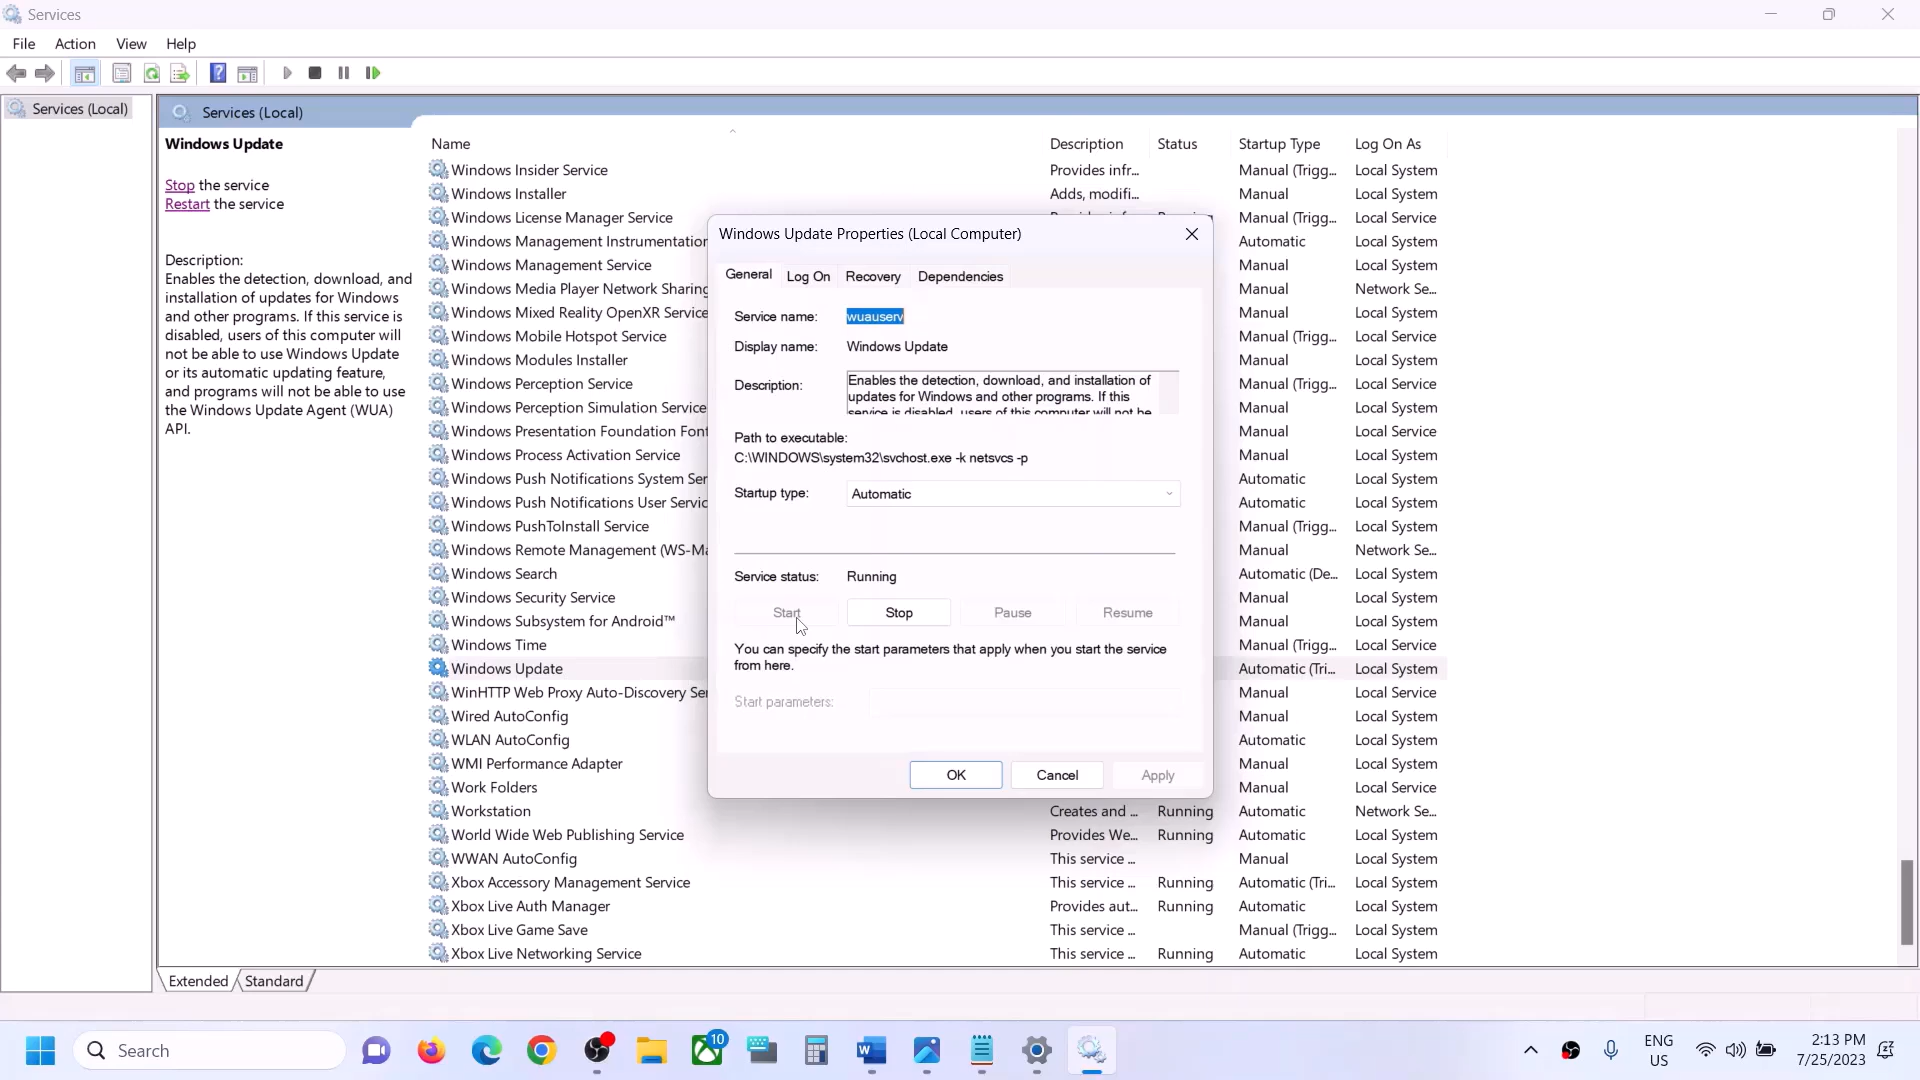 Services
File Action View Help
Services (Local)
Services (Local)
Windows Update
Stop the service
Restart the service
Description:
Enables the detection, download, and
installation of updates for Windows
and other programs. If this service is
disabled, users of this computer will
not be able to use Windows Update
or its automatic updating feature,
and programs will not be able to use
the Windows Update Agent (WUA)
API.
Name Description Status Startup Type Log On As
Windows Insider Service Provides infr... Manual (Trigg... Local System
Windows Installer Adds, modifi... Manual Local System
Windows License Manager Service Manual (Trigg... Local Service
Windows Management Instrumentation Automatic Local System
Windows Management Service Manual Local System
Windows Media Player Network Sharing Manual Network Se...
Windows Mixed Reality OpenXR Service Manual Local System
Windows Mobile Hotspot Service Manual (Trigg... Local Service
Windows Modules Installer Manual Local System
Windows Perception Service Manual (Trigg... Local Service
Windows Perception Simulation Service Manual Local System
Windows Presentation Foundation Font Manual Local Service
Windows Process Activation Service Manual Local System
Windows Push Notifications System Ser Automatic Local System
Windows Push Notifications User Servic Automatic Local System
Windows PushToInstall Service Manual (Trigg... Local System
Windows Remote Management (WS-Ma Manual Network Se...
Windows Search Automatic (De... Local System
Windows Security Service Manual Local System
Windows Subsystem for Android™ Manual Local System
Windows Time Manual (Trigg... Local Service
Windows Update Automatic (Tri... Local System
WinHTTP Web Proxy Auto-Discovery Ser Manual Local Service
Wired AutoConfig Manual Local System
WLAN AutoConfig Automatic Local System
WMI Performance Adapter Manual Local System
Work Folders Manual Local Service
Workstation Creates and ... Running Automatic Network Se...
World Wide Web Publishing Service Provides We... Running Automatic Local System
WWAN AutoConfig This service ... Manual Local System
Xbox Accessory Management Service This service ... Running Automatic (Tri... Local System
Xbox Live Auth Manager Provides aut... Running Automatic Local System
Xbox Live Game Save This service ... Manual (Trigg... Local System
Xbox Live Networking Service This service ... Running Automatic Local System
Windows Update Properties (Local Computer)
General Log On Recovery Dependencies
Service name: wuauserv
Display name: Windows Update
Description: Enables the detection, download, and installation of
updates for Windows and other programs. If this
service is disabled, users of this computer will not be
Path to executable:
C:\WINDOWS\system32\svchost.exe -k netsvcs -p
Startup type: Automatic
Service status: Running
Start Stop Pause Resume
You can specify the start parameters that apply when you start the service
from here.
Start parameters:
OK Cancel Apply
Extended Standard
Search
10
ENG
US
2:13 PM
7/25/2023